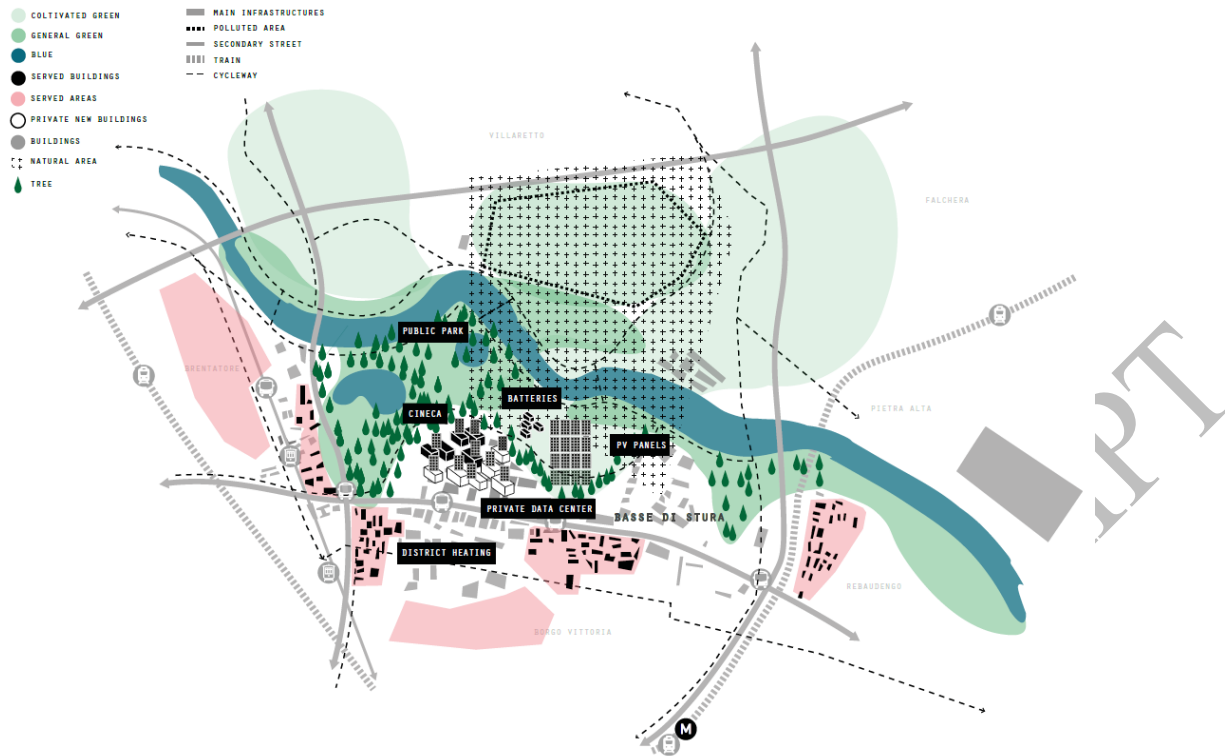 COLTIVATED GREEN
GENERAL GREEN
BLUE
SERVED BUILDINGS
SERVED AREAS
PRIVATE NEW BUILDINGS
BUILDINGS
NATURAL AREA
TREE
MAIN INFRASTRUCTURES
POLLUTED AREA
SECONDARY STREET
TRAIN
CYCLEWAY
VILLARETTO
FALCHERA
PUBLIC PARK
BRENTATORE
BATTERIES
CINECA
PIETRA ALTA
PV PANELS
PRIVATE DATA CENTER
BASSE DI STURA
DISTRICT HEATING
REBAUDENGO
BORGO VITTORIA
M